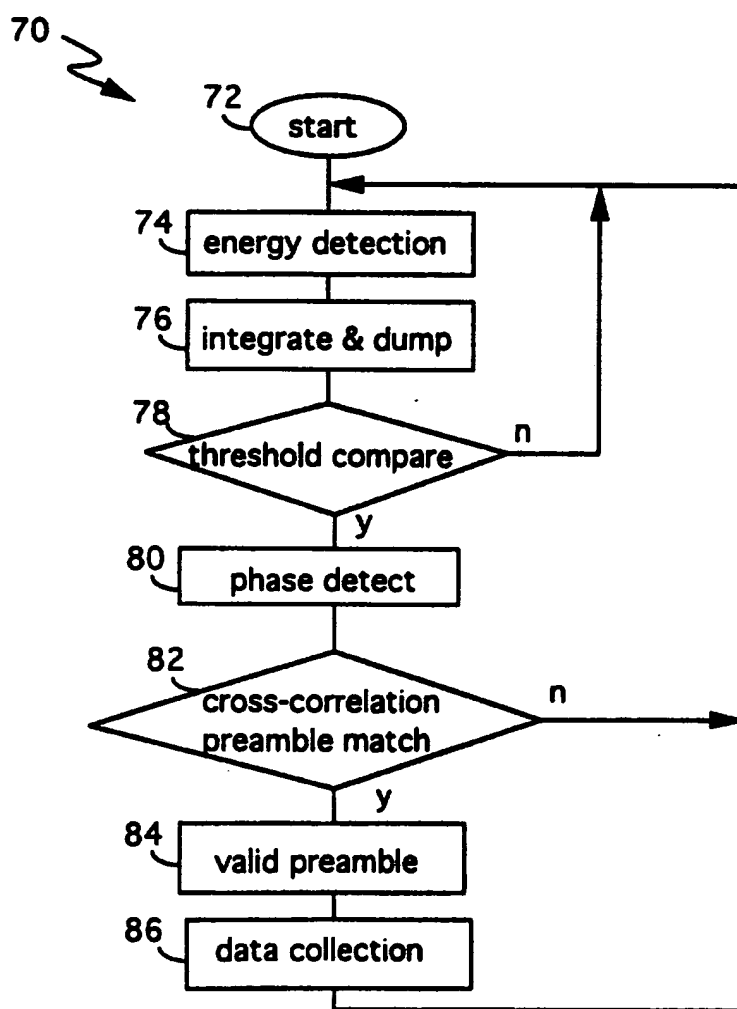 70
72
start
74
energy detection
76
integrate & dump
78
threshold compare
n
y
80
phase detect
82
cross-correlation
preamble match
n
y
84
valid preamble
86
data collection